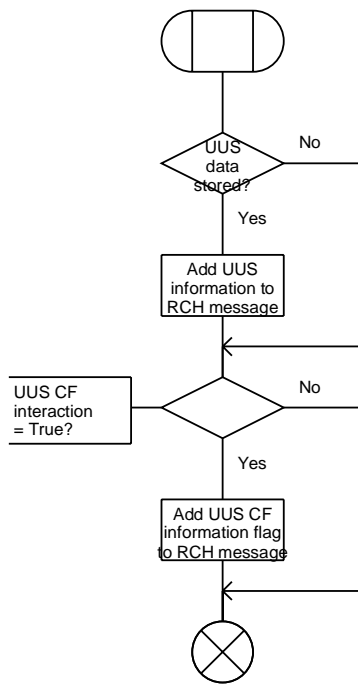 UUS
data
stored?
No
Yes
Add UUS
information to
RCH message
UUS CF
interaction
= True?
No
Yes
Add UUS CF
information flag
to RCH message